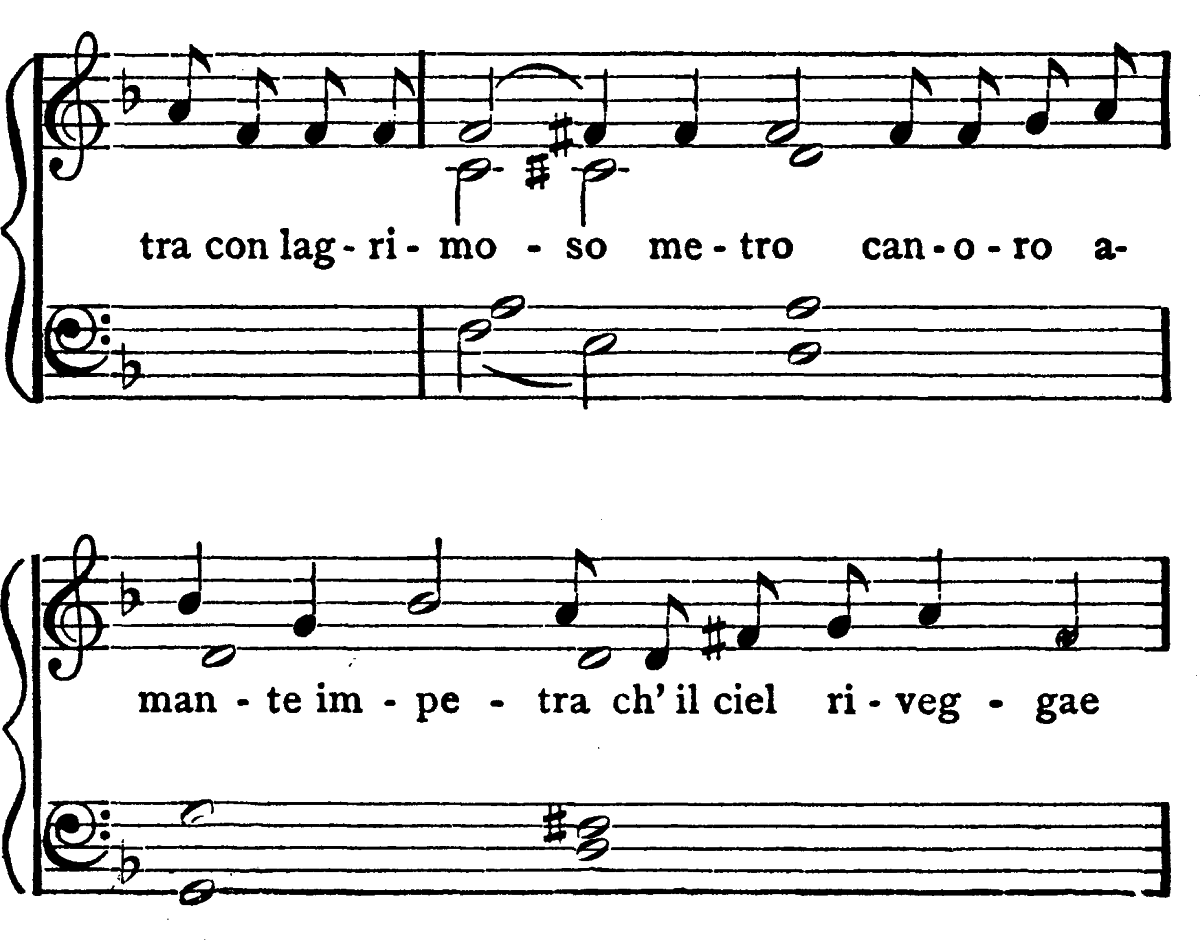 tra con lag - ri - mo - so me - tro can - o - ro a-
man - te im - pe - tra ch' il ciel ri - veg - gae